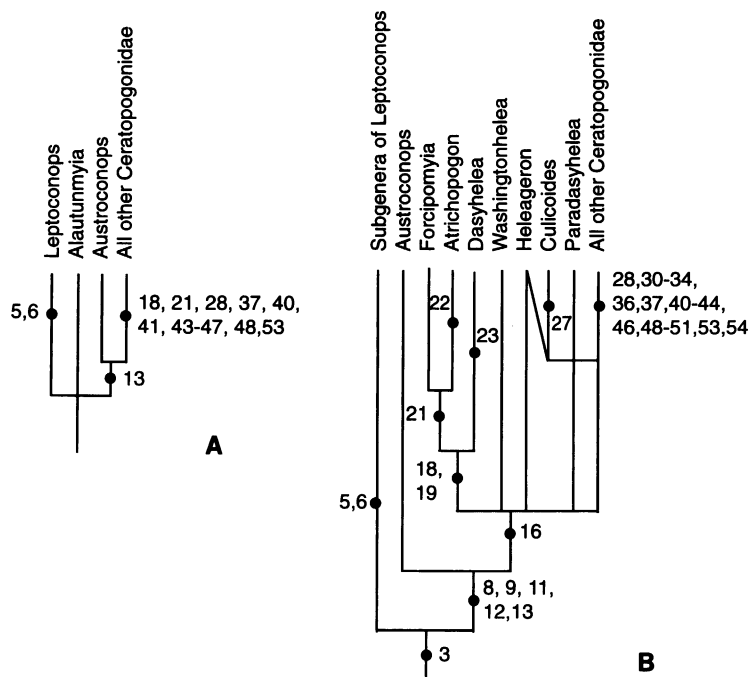 Leptoconops
Alautunmyia
Austroconops
All other Ceratopogonidae
5,6
18, 21, 28, 37, 40,
41, 43-47, 48,53
13
A
Subgenera of Leptoconops
Austroconops
Forcipomyia
Atrichopogon
Dasyhelea
Washingtonhelea
Heleageron
Culicoides
Paradasyhelea
All other Ceratopogonidae
28,30-34,
36,37,40-44,
46,48-51,53,54
22
27
23
21
18,
19
5,6
16
8, 9, 11,
12,13
3
B